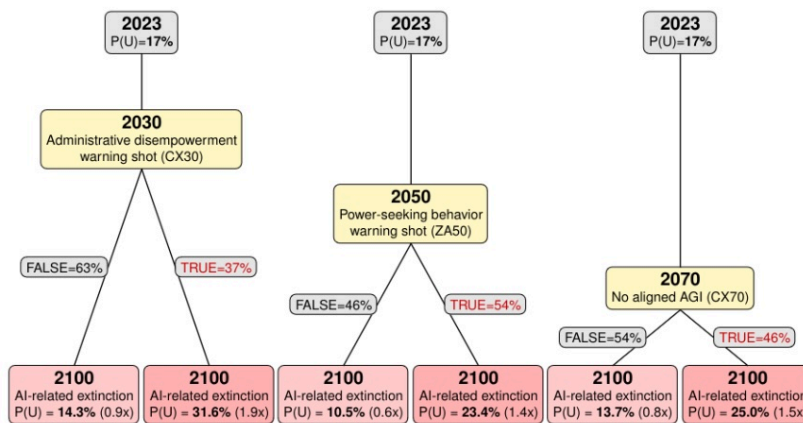 2023
P(U)=17%
2030
Administrative disempowerment
warning shot (CX30)
FALSE=63%
TRUE=37%
2100
AI-related extinction
P(U) = 14.3% (0.9x)
2100
AI-related extinction
P(U) = 31.6% (1.9x)
2023
P(U)=17%
2050
Power-seeking behavior
warning shot (ZA50)
FALSE=46%
TRUE=54%
2100
AI-related extinction
P(U) = 10.5% (0.6x)
2100
AI-related extinction
P(U) = 23.4% (1.4x)
2023
P(U)=17%
2070
No aligned AGI (CX70)
FALSE=54%
TRUE=46%
2100
AI-related extinction
P(U) = 13.7% (0.8x)
2100
AI-related extinction
P(U) = 25.0% (1.5x)